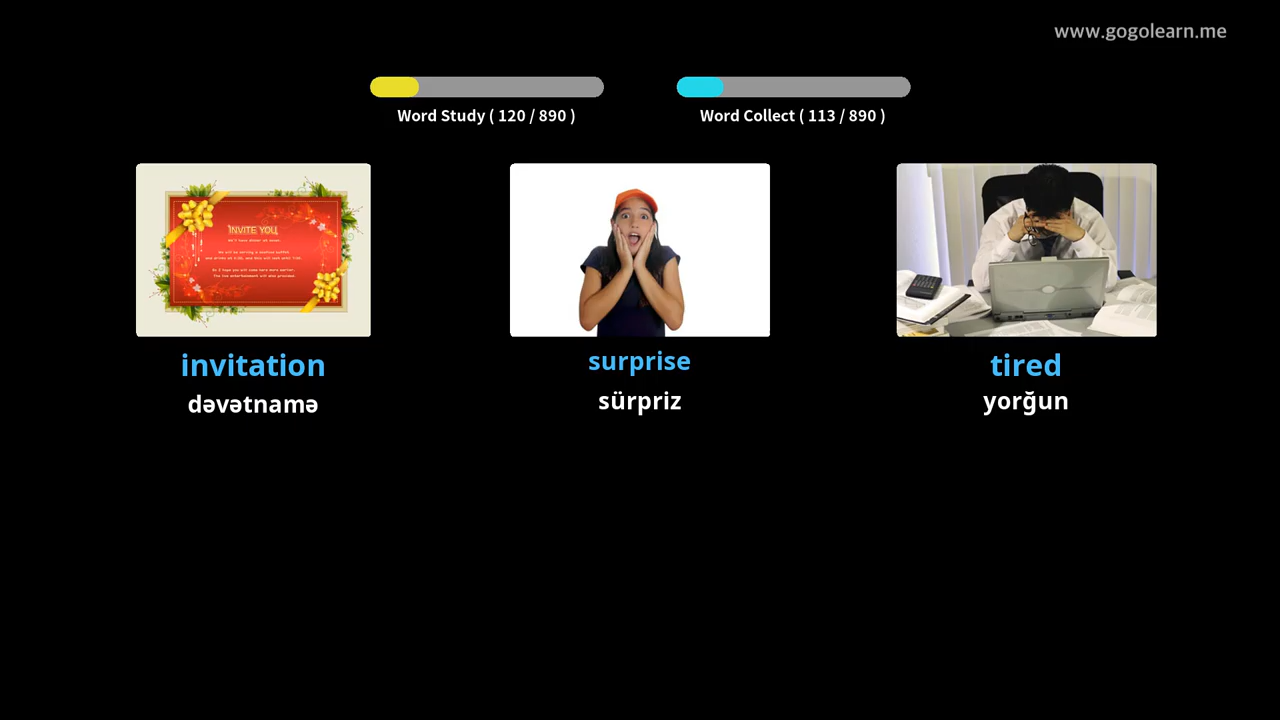 www.gogolearn.me
Word Study ( 120 / 890 )
Word Collect ( 113 / 890 )
INVITE YOU
invitation
surprise
tired
dəvətnamə
sürpriz
yorğun